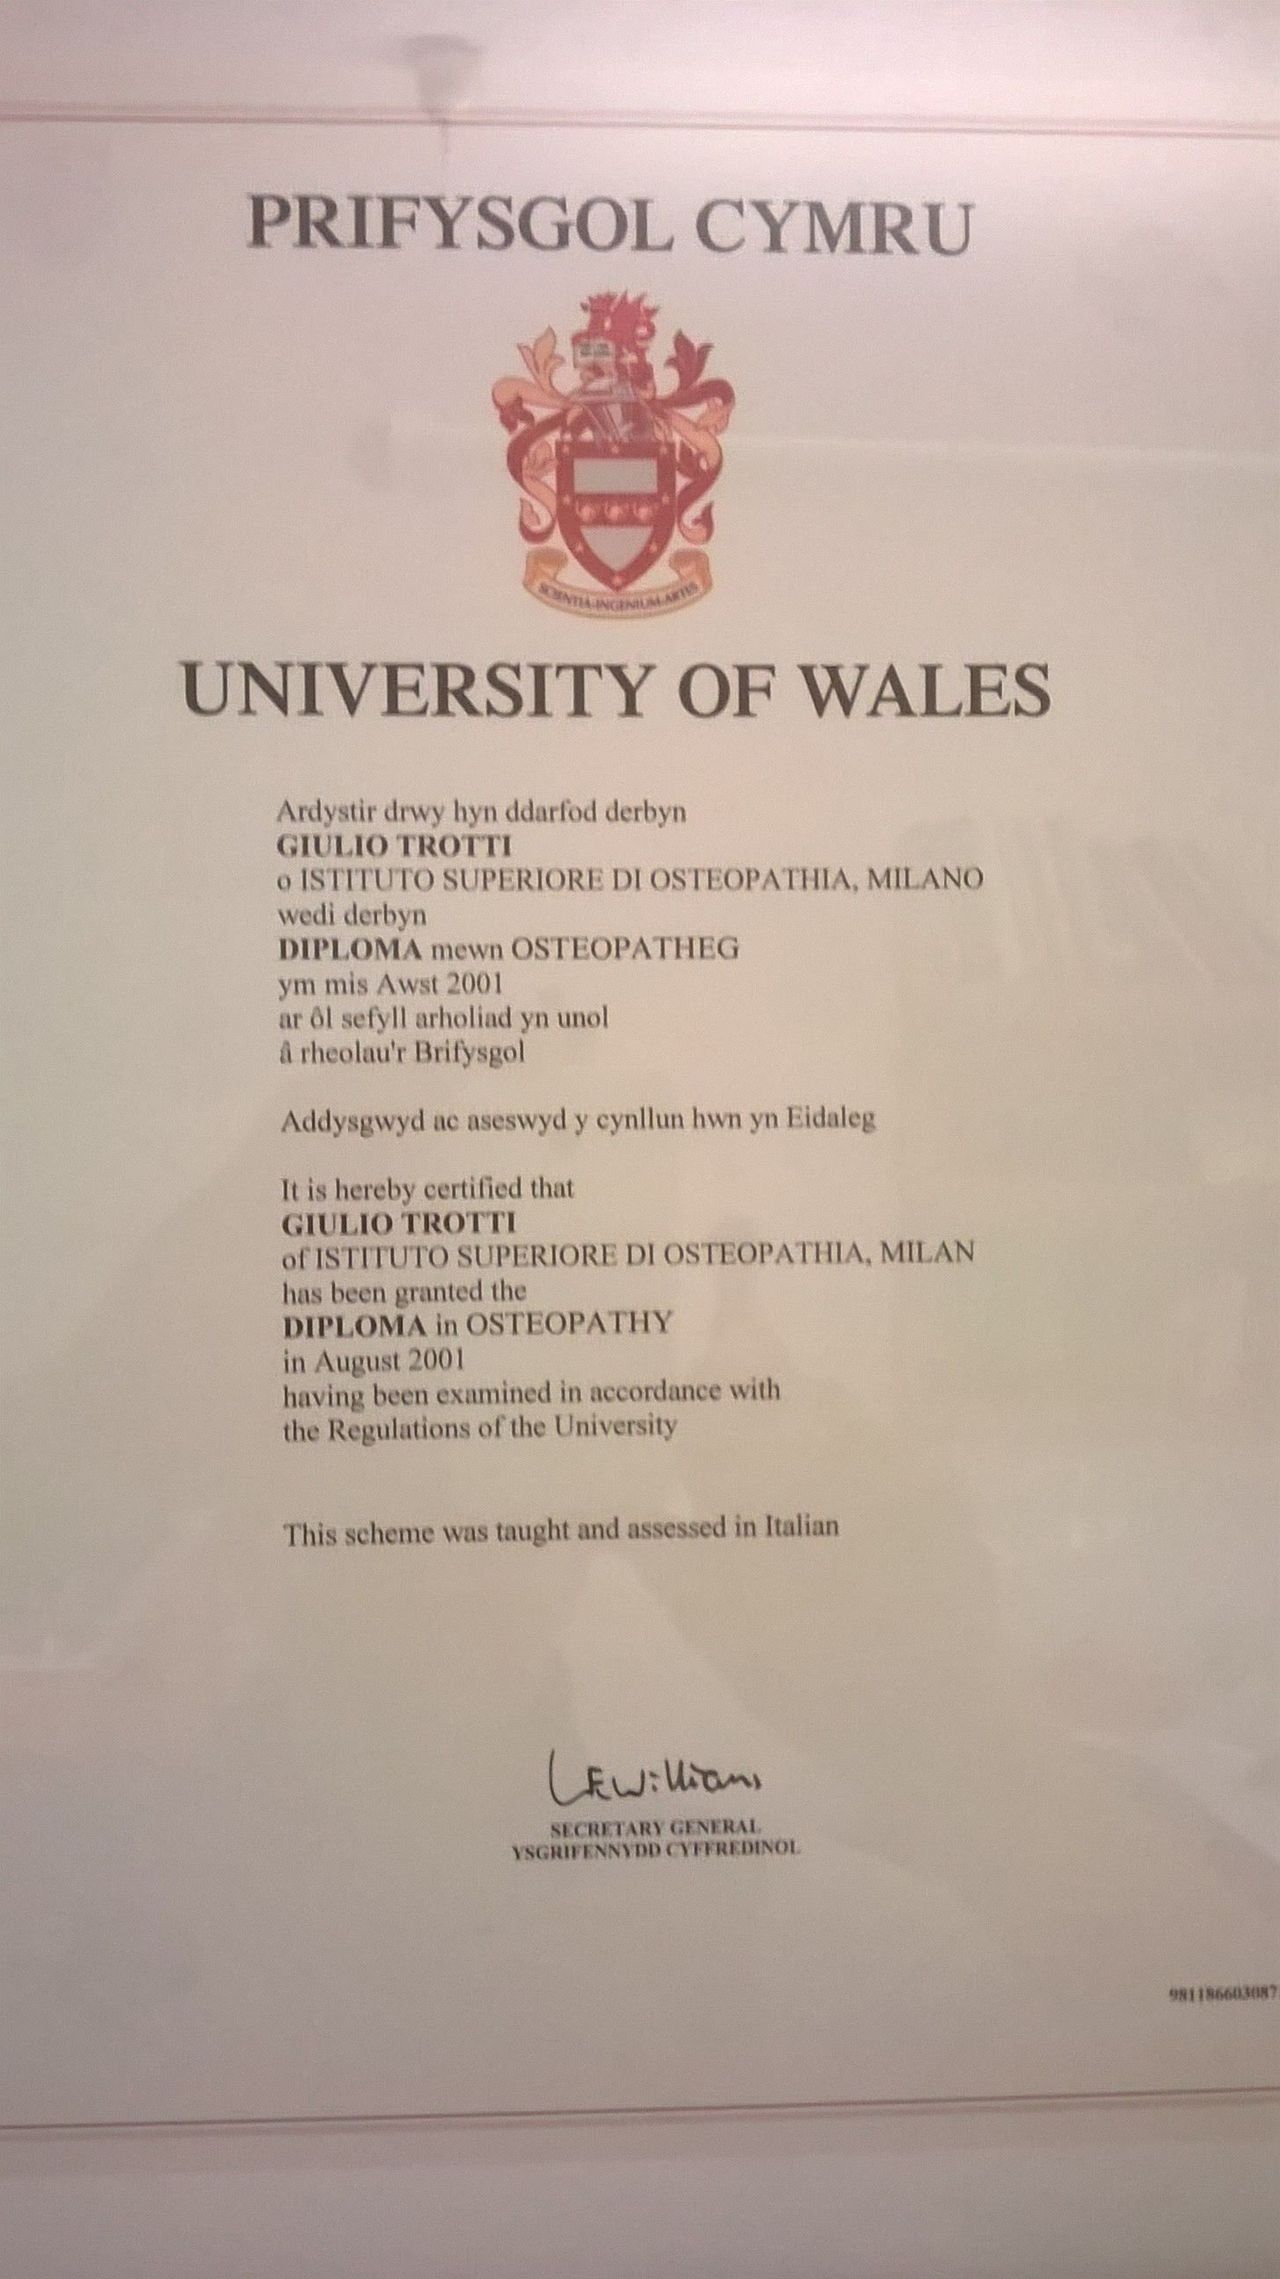 PRIFYSGOL CYMRU
SCIENTIA·INGENIUM·ARTES
UNIVERSITY OF WALES
Ardystir drwy hyn ddarfod derbyn
GIULIO TROTTI
o ISTITUTO SUPERIORE DI OSTEOPATHIA, MILANO
wedi derbyn
DIPLOMA mewn OSTEOPATHEG
ym mis Awst 2001
ar ôl sefyll arholiad yn unol
â rheolau'r Brifysgol
Addysgwyd ac aseswyd y cynllun hwn yn Eidaleg
It is hereby certified that
GIULIO TROTTI
of ISTITUTO SUPERIORE DI OSTEOPATHIA, MILAN
has been granted the
DIPLOMA in OSTEOPATHY
in August 2001
having been examined in accordance with
the Regulations of the University
This scheme was taught and assessed in Italian
SECRETARY GENERAL
YSGRIFENNYDD CYFFREDINOL
981186603087